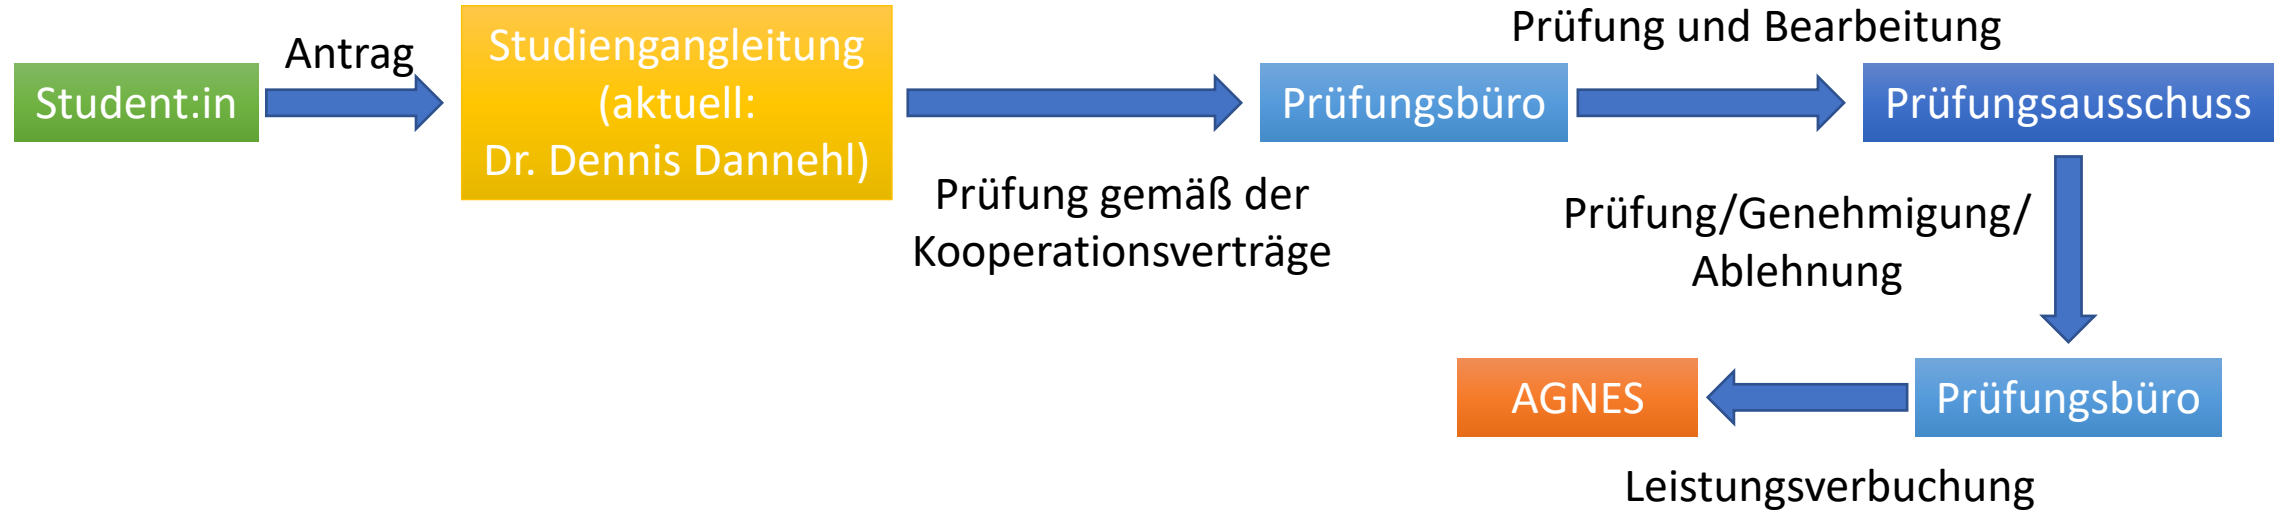 Student:in
Antrag
Studiengangleitung
(aktuell:
Dr. Dennis Dannehl)
Prüfung gemäß der
Kooperationsverträge
Prüfungsbüro
Prüfung und Bearbeitung
Prüfungsausschuss
Prüfung/Genehmigung/
Ablehnung
Prüfungsbüro
Leistungsverbuchung
AGNES